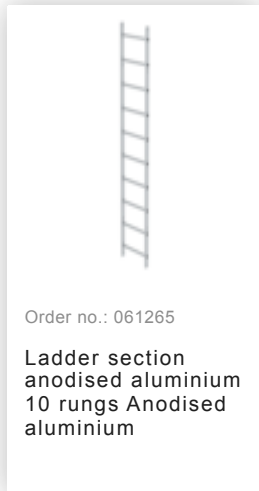 Order no.: 061265
Ladder section
anodised aluminium
10 rungs Anodised
aluminium